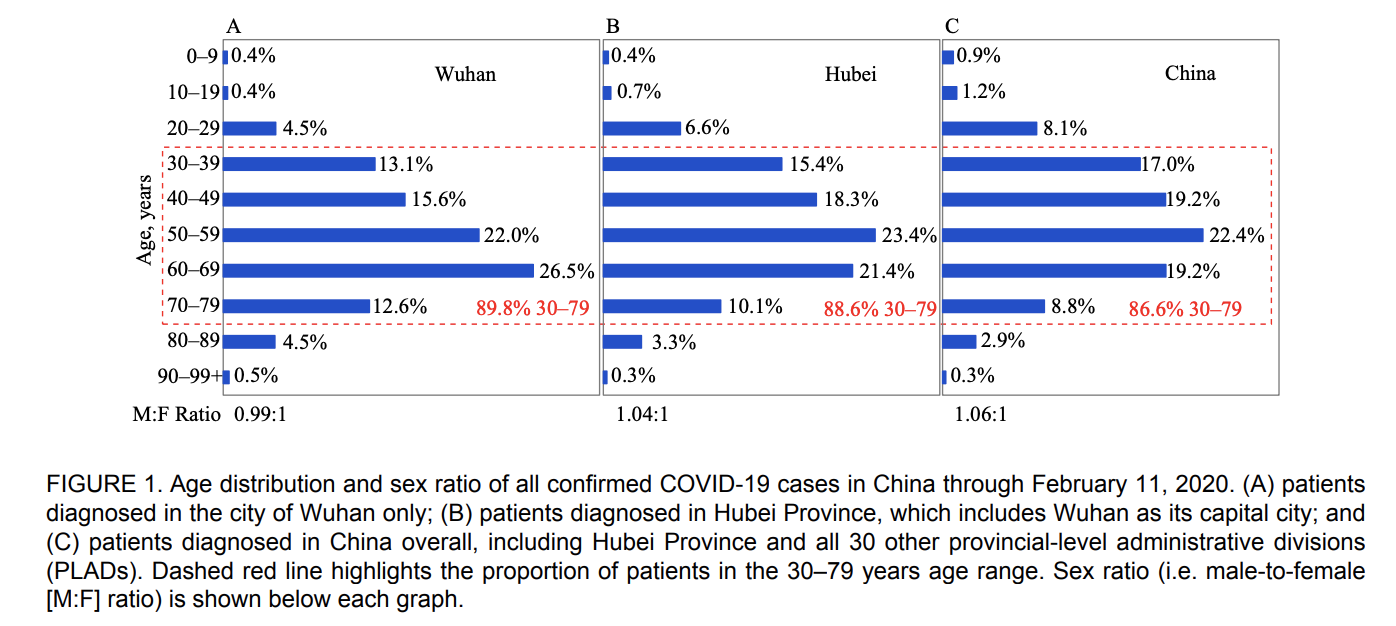 A B C
0–9 0.4% 0.4% 0.9%
Wuhan Hubei China
10–19 0.4% 0.7% 1.2%
20–29 4.5% 6.6% 8.1%
30–39 13.1% 15.4% 17.0%
40–49 15.6% 18.3% 19.2%
Age, years
50–59 22.0% 23.4% 22.4%
60–69 26.5% 21.4% 19.2%
70–79 12.6% 89.8% 30–79 10.1% 88.6% 30–79 8.8% 86.6% 30–79
80–89 4.5% 3.3% 2.9%
90–99+ 0.5% 0.3% 0.3%
M:F Ratio 0.99:1 1.04:1 1.06:1
FIGURE 1. Age distribution and sex ratio of all confirmed COVID-19 cases in China through February 11, 2020. (A) patients
diagnosed in the city of Wuhan only; (B) patients diagnosed in Hubei Province, which includes Wuhan as its capital city; and
(C) patients diagnosed in China overall, including Hubei Province and all 30 other provincial-level administrative divisions
(PLADs). Dashed red line highlights the proportion of patients in the 30–79 years age range. Sex ratio (i.e. male-to-female
[M:F] ratio) is shown below each graph.